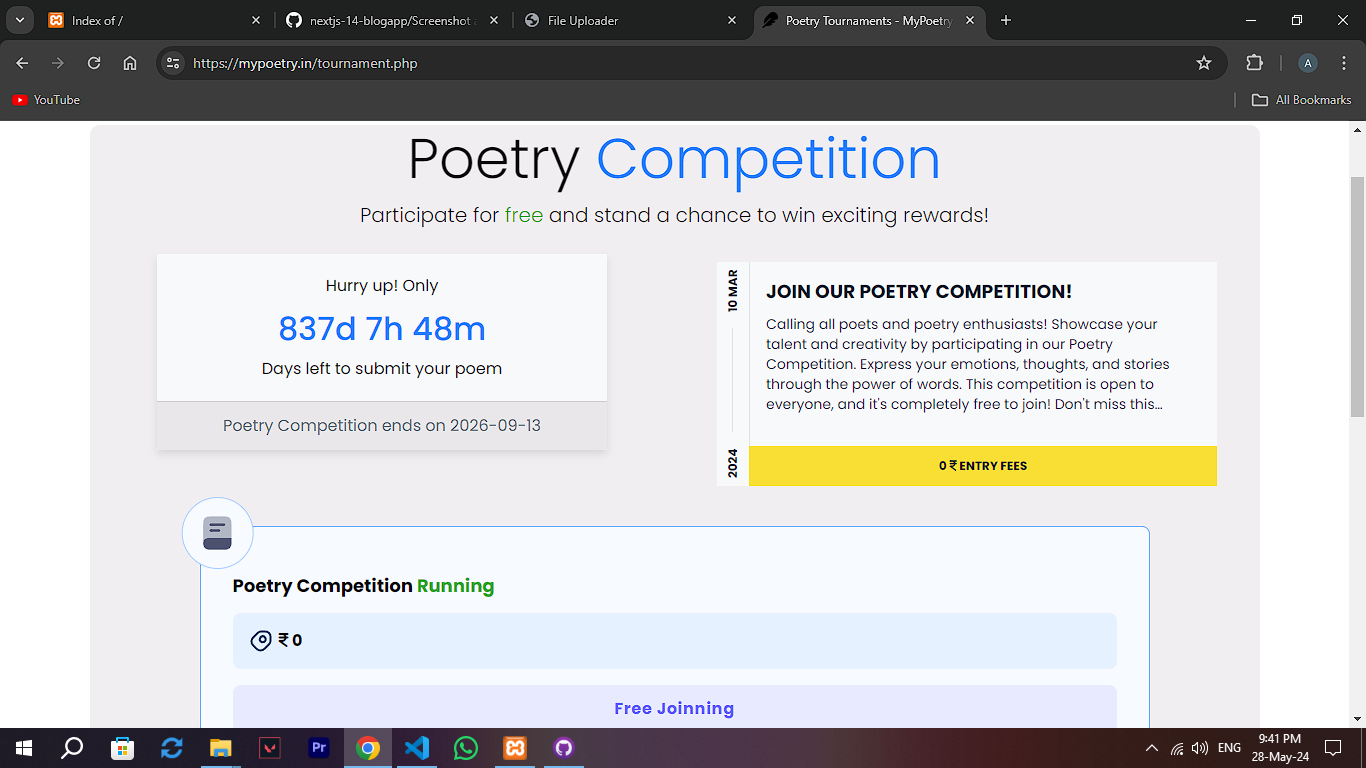 Index of /
nextjs-14-blogapp/Screenshot
File Uploader
Poetry Tournaments - MyPoetry
https://mypoetry.in/tournament.php
A
YouTube
All Bookmarks
Poetry Competition
Participate for free and stand a chance to win exciting rewards!
Hurry up! Only
837d 7h 48m
Days left to submit your poem
Poetry Competition ends on 2026-09-13
10 MAR
2024
JOIN OUR POETRY COMPETITION!
Calling all poets and poetry enthusiasts! Showcase your
talent and creativity by participating in our Poetry
Competition. Express your emotions, thoughts, and stories
through the power of words. This competition is open to
everyone, and it's completely free to join! Don't miss this...
0 ₹ ENTRY FEES
Poetry Competition Running
₹ 0
Free Joinning
Pr
ENG
9:41 PM
28-May-24